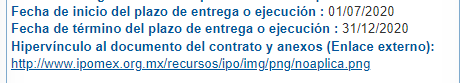 Fecha de inicio del plazo de entrega o ejecución : 01/07/2020
Fecha de término del plazo de entrega o ejecución : 31/12/2020
Hipervínculo al documento del contrato y anexos (Enlace externo):
http://www.ipomex.org.mx/recursos/ipo/img/png/noaplica.png